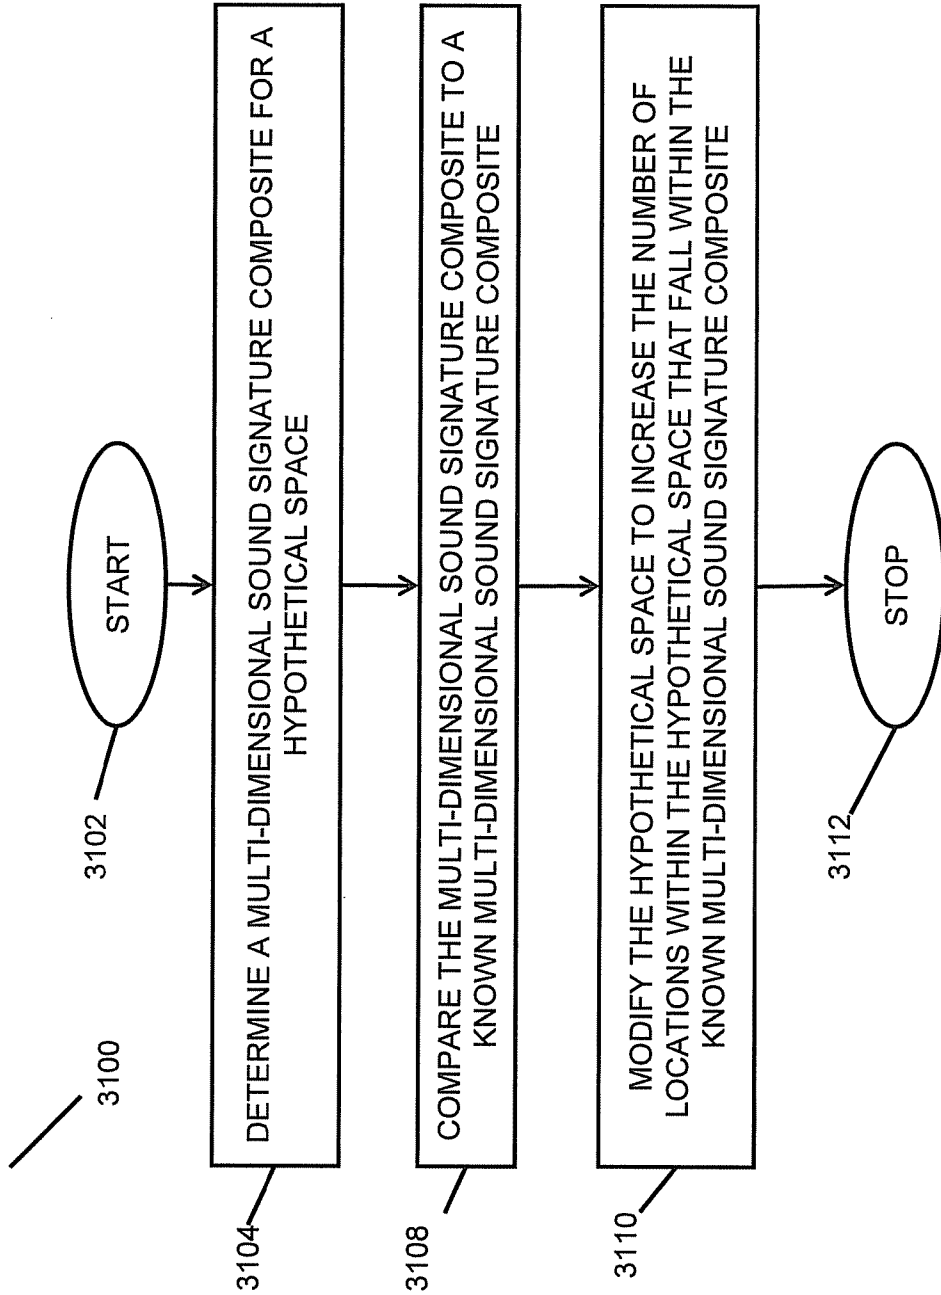 3100
3102
START
3104
DETERMINE A MULTI-DIMENSIONAL SOUND SIGNATURE COMPOSITE FOR A
HYPOTHETICAL SPACE
3108
COMPARE THE MULTI-DIMENSIONAL SOUND SIGNATURE COMPOSITE TO A
KNOWN MULTI-DIMENSIONAL SOUND SIGNATURE COMPOSITE
3110
MODIFY THE HYPOTHETICAL SPACE TO INCREASE THE NUMBER OF
LOCATIONS WITHIN THE HYPOTHETICAL SPACE THAT FALL WITHIN THE
KNOWN MULTI-DIMENSIONAL SOUND SIGNATURE COMPOSITE
3112
STOP